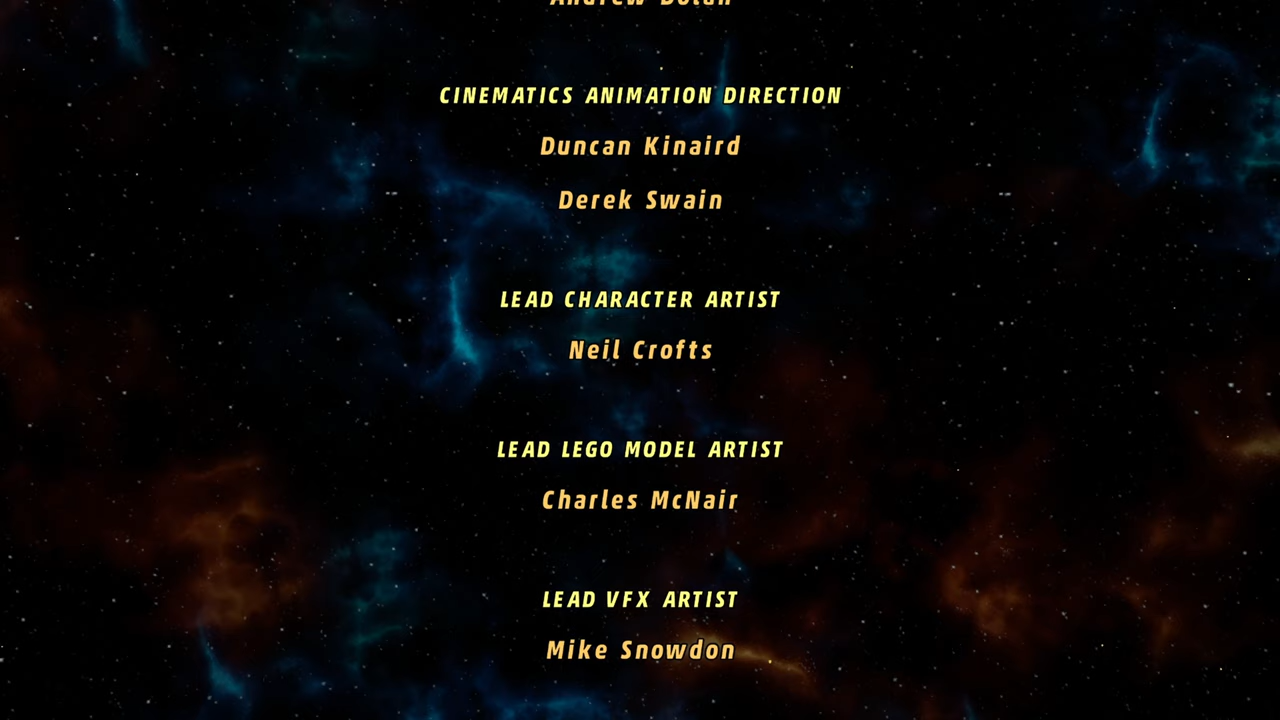 CINEMATICS ANIMATION DIRECTION
Duncan Kinaird
Derek Swain
LEAD CHARACTER ARTIST
Neil Crofts
LEAD LEGO MODEL ARTIST
Charles McNair
LEAD VFX ARTIST
Mike Snowdon